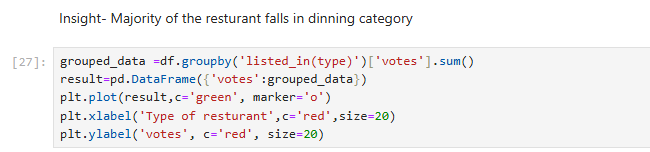 Insight- Majority of the resturant falls in dinning category
[27]: grouped_data =df.groupby('listed_in(type)')['votes'].sum()
result=pd.DataFrame({'votes':grouped_data})
plt.plot(result,c='green', marker='o')
plt.xlabel('Type of resturant',c='red',size=20)
plt.ylabel('votes', c='red', size=20)